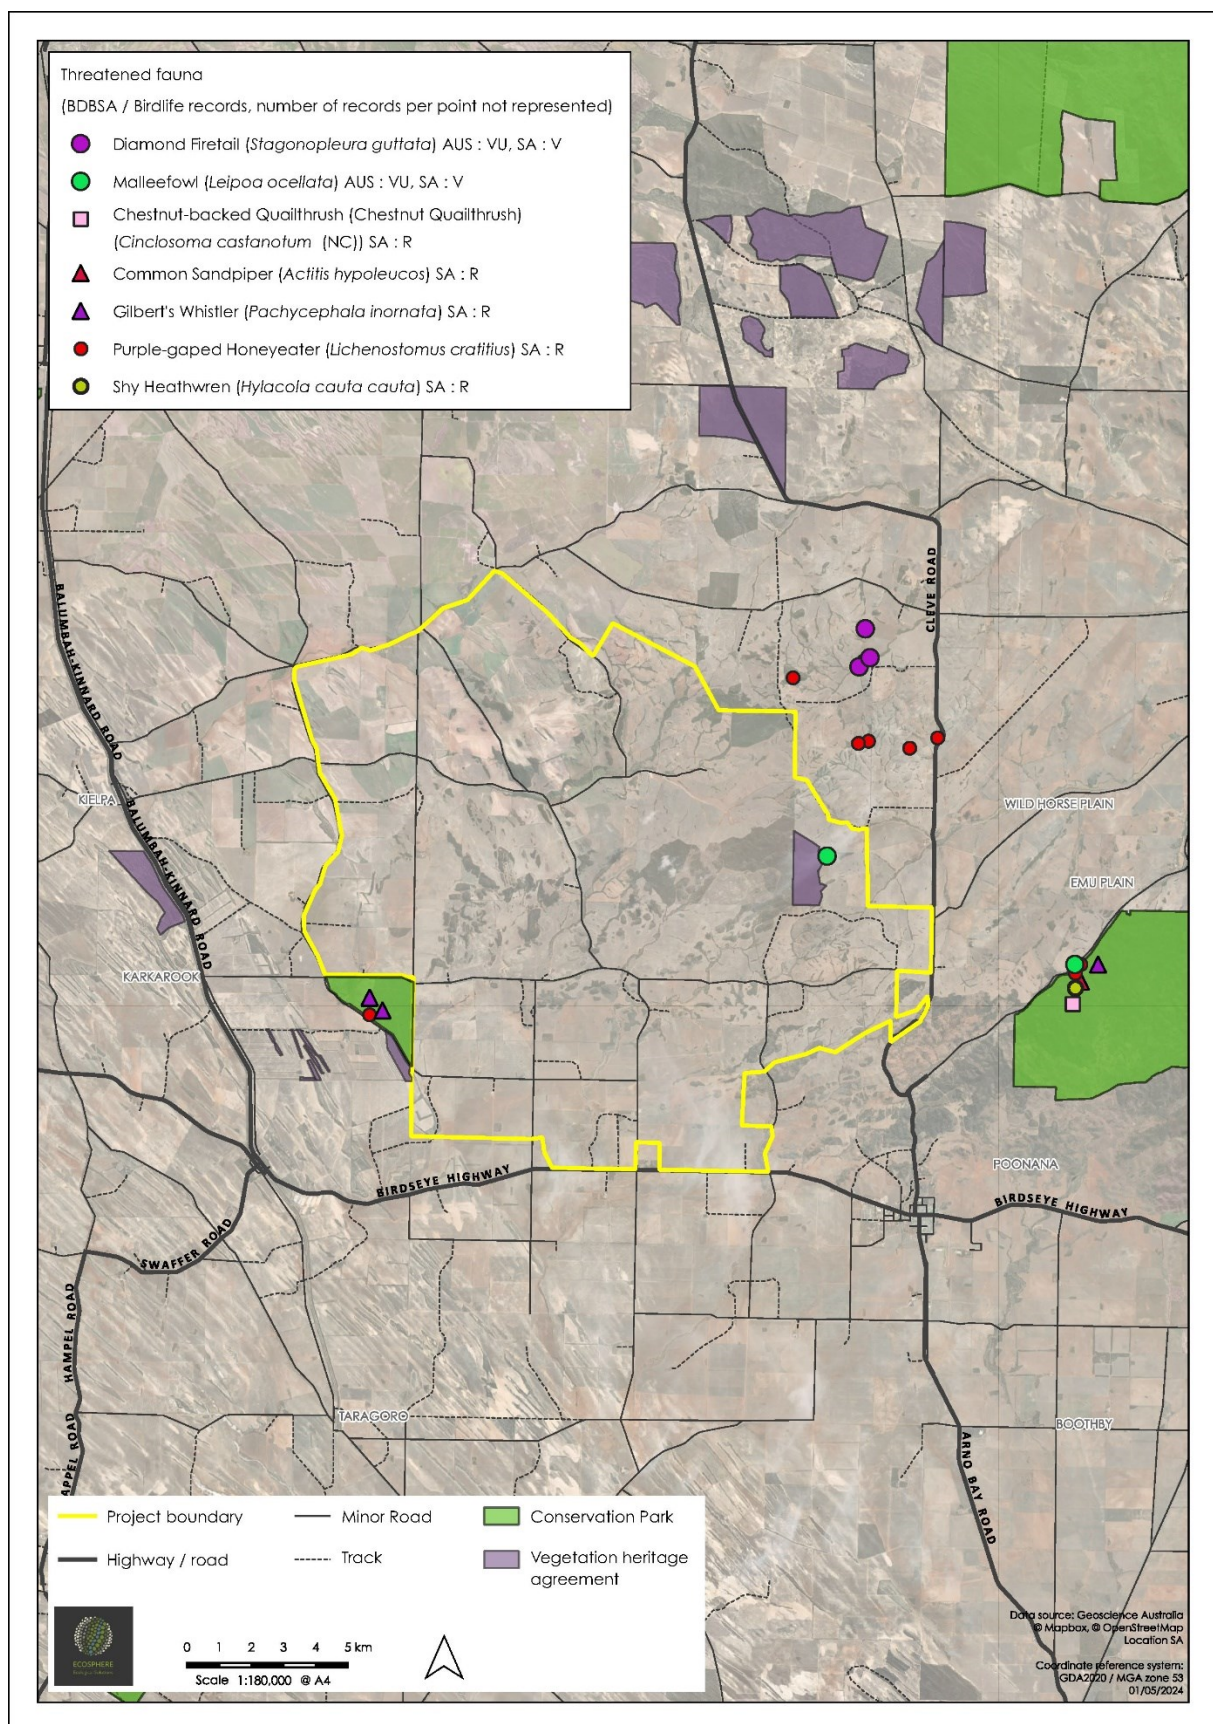 Threatened fauna
(BDBSA / Birdlife records, number of records per point not represented)
Diamond Firetail (Stagonopleura guttata) AUS : VU, SA : V
Malleefowl (Leipoa ocellata) AUS : VU, SA : V
Chestnut-backed Quailthrush (Chestnut Quailthrush)
(Cinclosoma castanotum (NC)) SA : R
Common Sandpiper (Actitis hypoleucos) SA : R
Gilbert's Whistler (Pachycephala inornata) SA : R
Purple-gaped Honeyeater (Lichenostomus cratitius) SA : R
Shy Heathwren (Hylacola cauta cauta) SA : R
CLEVE ROAD
BALUMBAH-KINNARD ROAD
KIELPA
BALUMBAH-KINNARD ROAD
WILD HORSE PLAIN
EMU PLAIN
KARKAROOK
POONANA
BIRDSEYE HIGHWAY
BIRDSEYE HIGHWAY
SWAFFER ROAD
HAMPEL ROAD
TARAGORO
BOOTHBY
APPEL ROAD
ARNO BAY ROAD
Project boundary
Minor Road
Conservation Park
Highway / road
Track
Vegetation heritage
agreement
ECOSPHERE
0 1 2 3 4 5 km
Scale 1:180,000 @ A4
Data source: Geoscience Australia
© Mapbox, © OpenStreetMap
Location SA
Coordinate reference system:
GDA2020 / MGA zone 53
01/05/2024